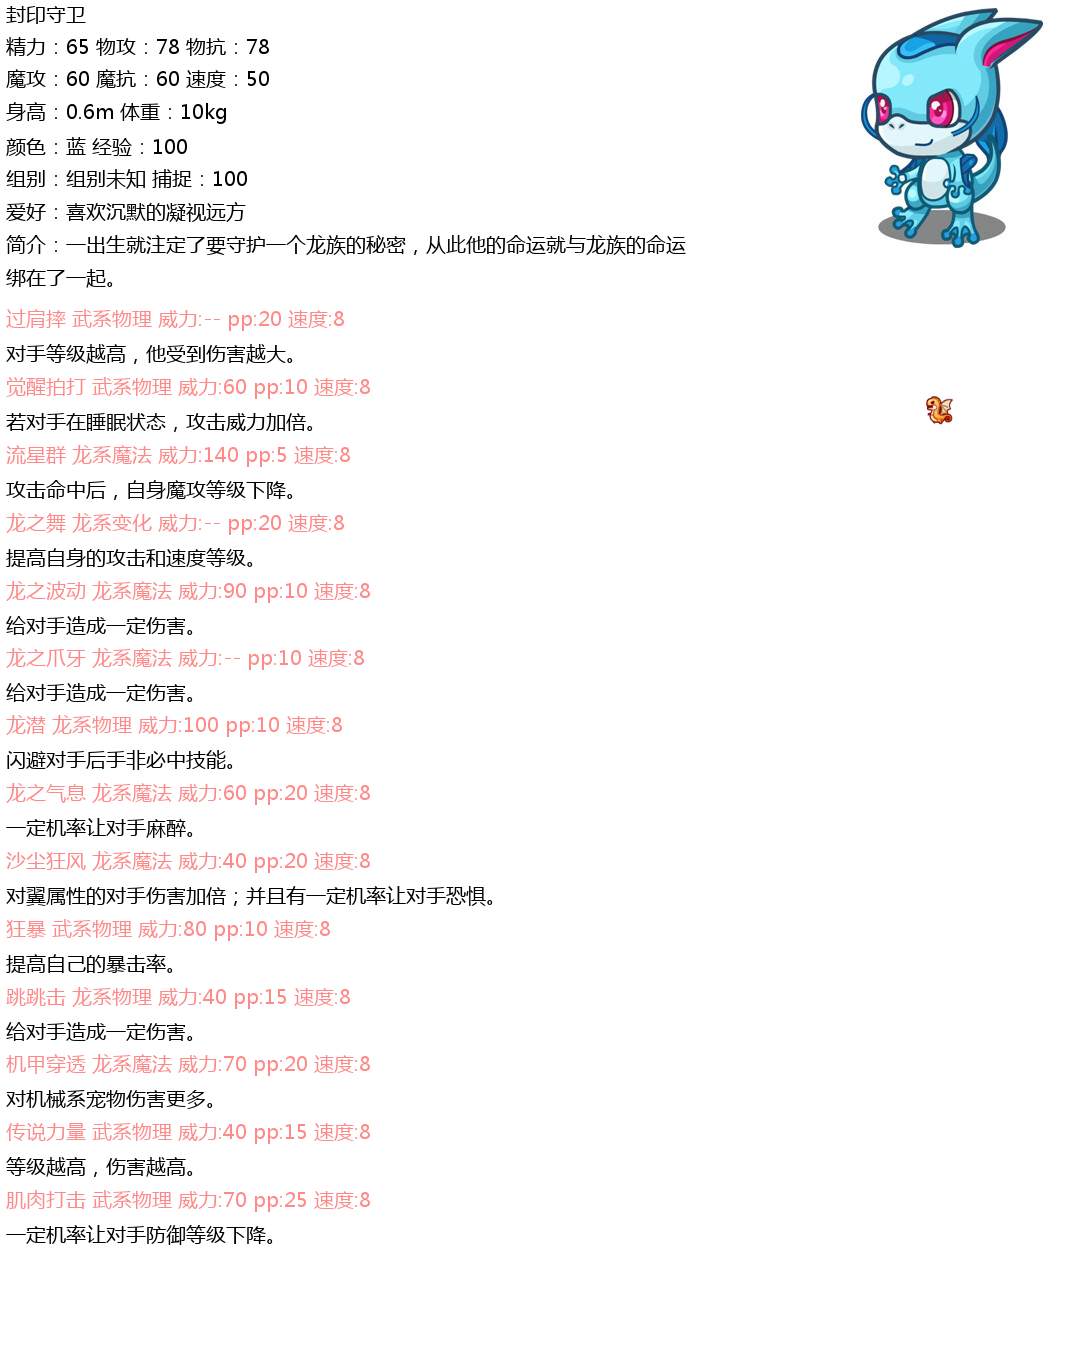 封印守卫
精力：65 物攻：78 物抗：78
魔攻：60 魔抗：60 速度：50
身高：0.6m 体重：10kg
颜色：蓝 经验：100
组别：组别未知 捕捉：100
爱好：喜欢沉默的凝视远方
简介：一出生就注定了要守护一个龙族的秘密，从此他的命运就与龙族的命运
绑在了一起。
过肩摔 武系物理 威力:-- pp:20 速度:8
对手等级越高，他受到伤害越大。
觉醒拍打 武系物理 威力:60 pp:10 速度:8
若对手在睡眠状态，攻击威力加倍。
流星群 龙系魔法 威力:140 pp:5 速度:8
攻击命中后，自身魔攻等级下降。
龙之舞 龙系变化 威力:-- pp:20 速度:8
提高自身的攻击和速度等级。
龙之波动 龙系魔法 威力:90 pp:10 速度:8
给对手造成一定伤害。
龙之爪牙 龙系魔法 威力:-- pp:10 速度:8
给对手造成一定伤害。
龙潜 龙系物理 威力:100 pp:10 速度:8
闪避对手后手非必中技能。
龙之气息 龙系魔法 威力:60 pp:20 速度:8
一定机率让对手麻醉。
沙尘狂风 龙系魔法 威力:40 pp:20 速度:8
对翼属性的对手伤害加倍；并且有一定机率让对手恐惧。
狂暴 武系物理 威力:80 pp:10 速度:8
提高自己的暴击率。
跳跳击 龙系物理 威力:40 pp:15 速度:8
给对手造成一定伤害。
机甲穿透 龙系魔法 威力:70 pp:20 速度:8
对机械系宠物伤害更多。
传说力量 武系物理 威力:40 pp:15 速度:8
等级越高，伤害越高。
肌肉打击 武系物理 威力:70 pp:25 速度:8
一定机率让对手防御等级下降。